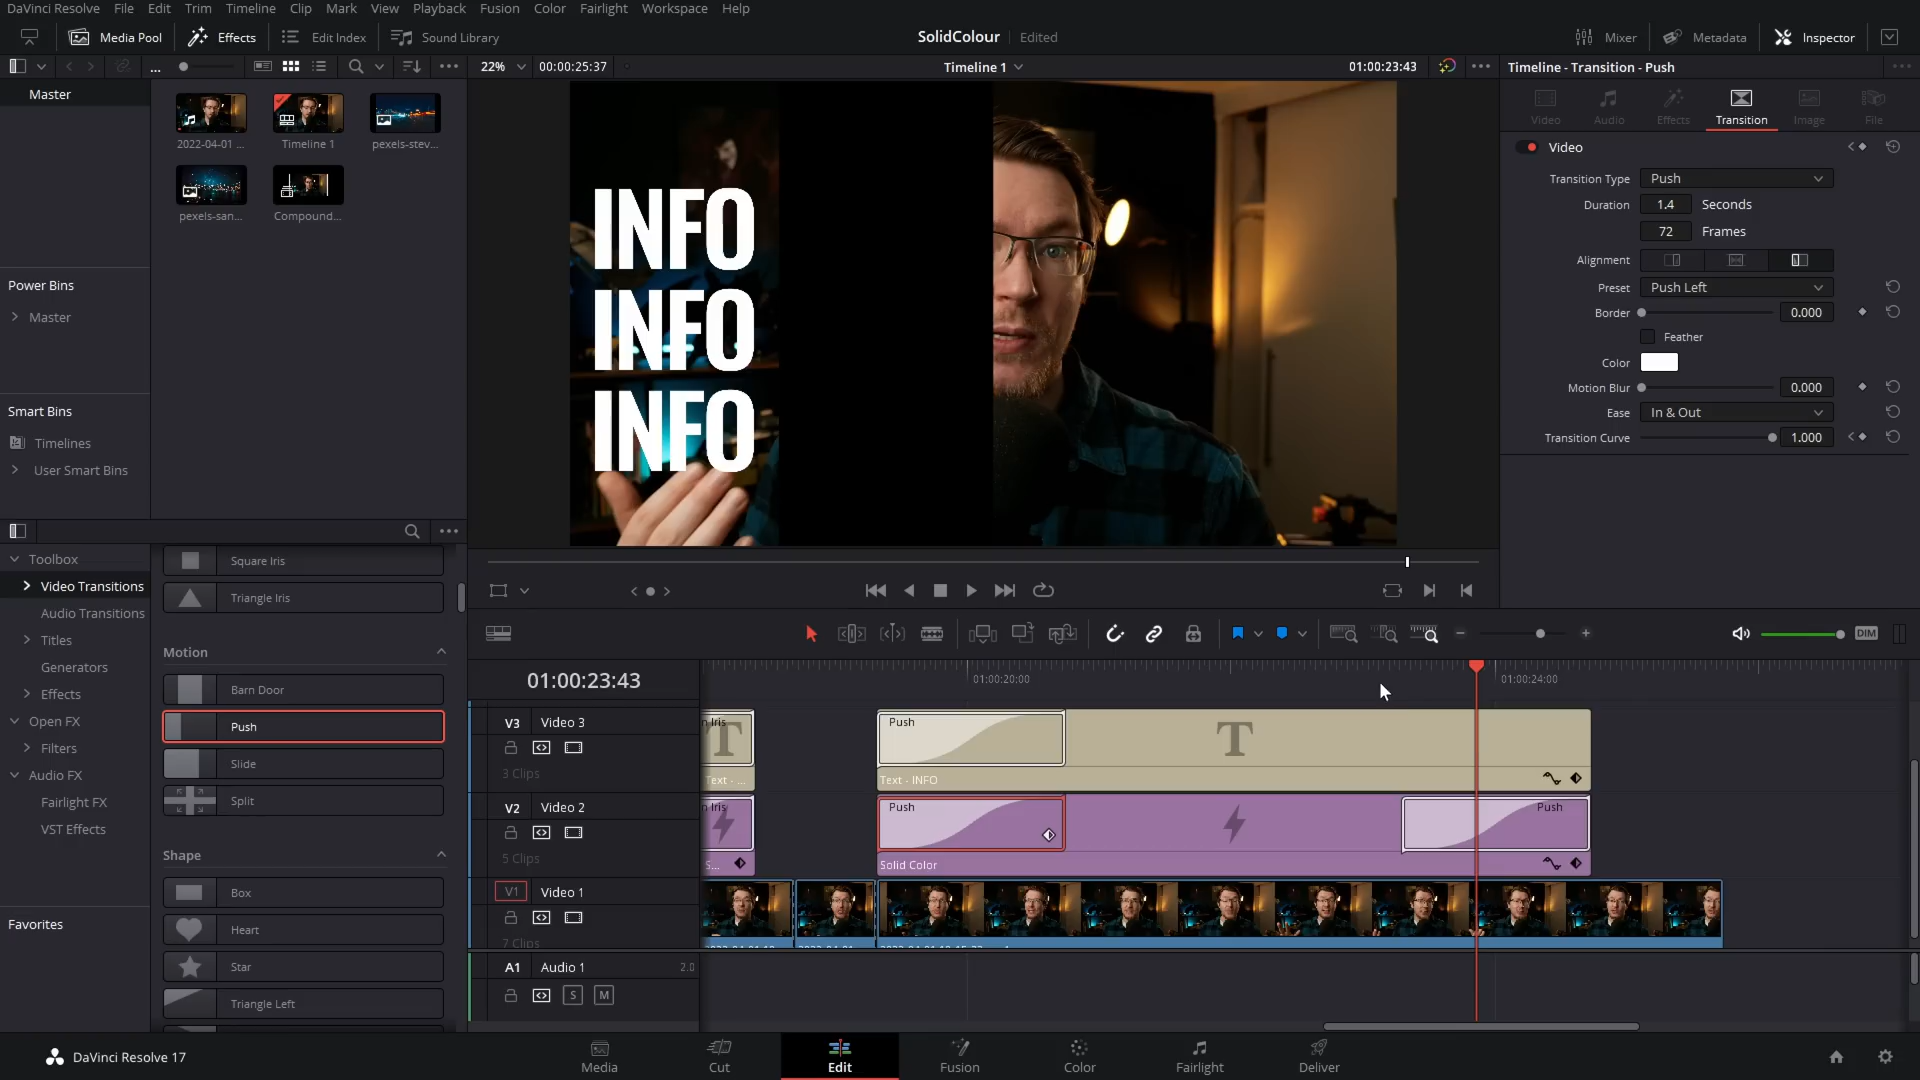 DaVinci Resolve File Edit Trim Timeline Clip Mark View Playback Fusion Color Fairlight Workspace Help
Media Pool Effects Edit Index Sound Library SolidColour Edited Mixer Metadata Inspector
... 22% 00:00:25:37 Timeline 1 01:00:23:43 Timeline - Transition - Push
Master
2022-04-01 ... Timeline 1 pexels-stev...
pexels-san... Compound...
Power Bins
Master
Smart Bins
Timelines
User Smart Bins
INFO
INFO
INFO
Video Audio Effects Transition Image File
Video
Transition Type Push
Duration 1.4 Seconds
72 Frames
Alignment
Preset Push Left
Border 0.000
Feather
Color
Motion Blur 0.000
Ease In & Out
Transition Curve 1.000
Toolbox
Video Transitions
Audio Transitions
Titles
Generators
Effects
Open FX
Filters
Audio FX
Fairlight FX
VST Effects
Favorites
Square Iris
Triangle Iris
Motion
Barn Door
Push
Slide
Split
Shape
Box
Heart
Star
Triangle Left
DIM
01:00:23:43 01:00:20:00 01:00:24:00
V3 Video 3
3 Clips
n Iris T Push T
Text - ... Text - INFO
V2 Video 2
5 Clips
n Iris Push Push
S... Solid Color
V1 Video 1
7 Clips
A1 Audio 1 2.0
S M
DaVinci Resolve 17 Media Cut Edit Fusion Color Fairlight Deliver